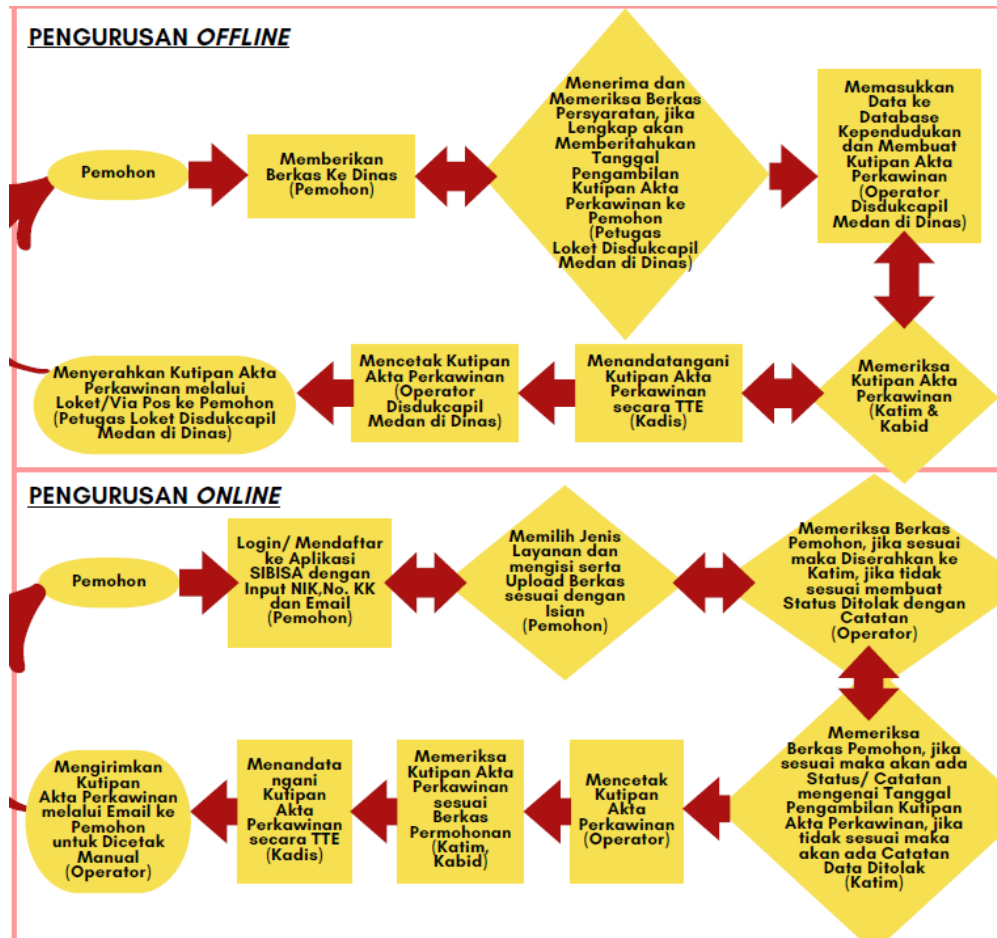 PENGURUSAN OFFLINE
Pemohon
Memberikan
Berkas Ke Dinas
(Pemohon)
Menerima dan
Memeriksa Berkas
Persyaratan, jika
Lengkap akan
Memberitahukan
Tanggal
Pengambilan
Kutipan Akta
Perkawinan ke
Pemohon
(Petugas
Loket Disdukcapil
Medan di Dinas)
Memasukkan
Data ke
Database
Kependudukan
dan Membuat
Kutipan Akta
Perkawinan
(Operator
Disdukcapil
Medan di Dinas)
Memeriksa
Kutipan Akta
Perkawinan
(Katim &
Kabid
Menandatangani
Kutipan Akta
Perkawinan
secara TTE
(Kadis)
Mencetak Kutipan
Akta Perkawinan
(Operator
Disdukcapil
Medan di Dinas)
Menyerahkan Kutipan Akta
Perkawinan melalui
Loket/Via Pos ke Pemohon
(Petugas Loket Disdukcapil
Medan di Dinas)
PENGURUSAN ONLINE
Pemohon
Login/ Mendaftar
ke Aplikasi
SIBISA dengan
Input NIK,No. KK
dan Email
(Pemohon)
Memilih Jenis
Layanan dan
mengisi serta
Upload Berkas
sesuai dengan
Isian
(Pemohon)
Memeriksa Berkas
Pemohon, jika sesuai
maka Diserahkan ke
Katim, jika tidak
sesuai membuat
Status Ditolak dengan
Catatan
(Operator)
Memeriksa
Berkas Pemohon, jika
sesuai maka akan ada
Status/ Catatan
mengenai Tanggal
Pengambilan Kutipan
Akta Perkawinan, jika
tidak sesuai maka
akan ada Catatan
Data Ditolak
(Katim)
Mencetak
Kutipan
Akta
Perkawinan
(Operator)
Memeriksa
Kutipan Akta
Perkawinan
sesuai
Berkas
Permohonan
(Katim,
Kabid)
Menandata
ngani
Kutipan
Akta
Perkawinan
secara TTE
(Kadis)
Mengirimkan
Kutipan
Akta Perkawinan
melalui Email ke
Pemohon
untuk Dicetak
Manual
(Operator)